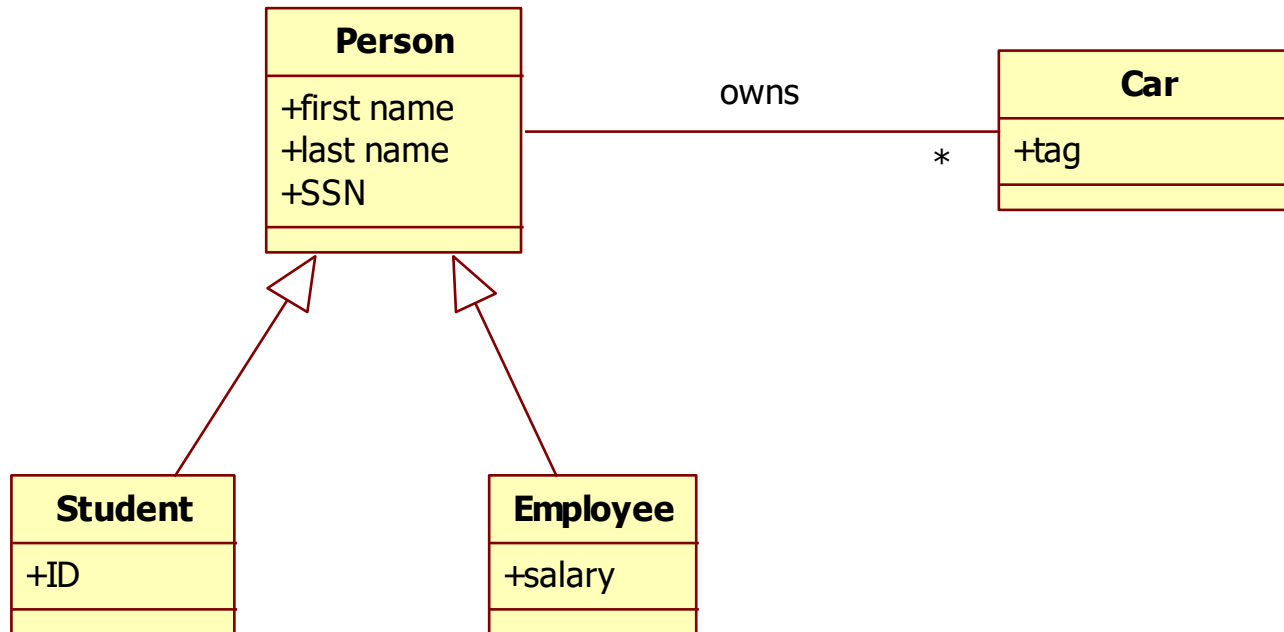 Person
+first name
+last name
+SSN
owns
*
Car
+tag
Student
+ID
Employee
+salary